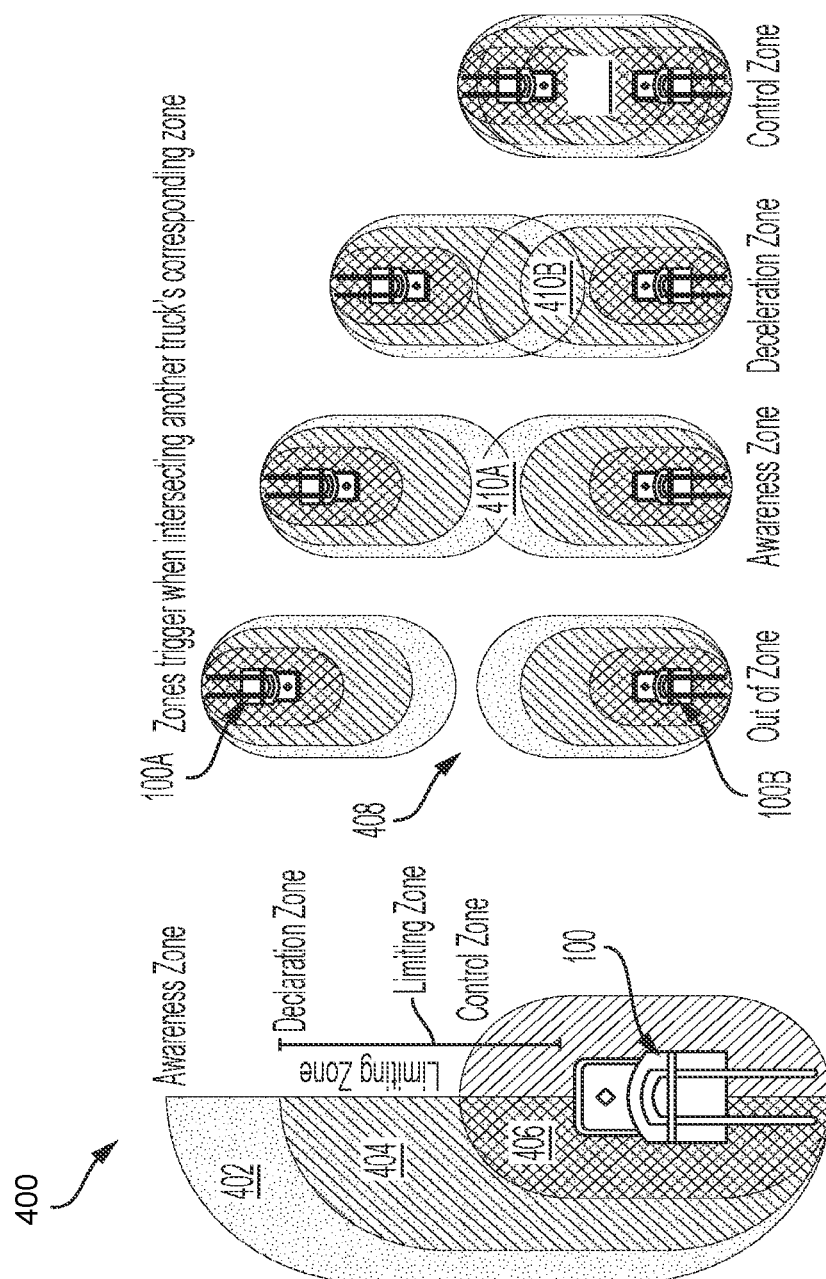 400
Awareness Zone
Declaration Zone
Limiting Zone
Limiting Zone
Control Zone
402
404
406
100
Zones trigger when intersecting another truck's corresponding zone
100A
408
100B
410A
410B
Out of Zone
Awareness Zone
Deceleration Zone
Control Zone